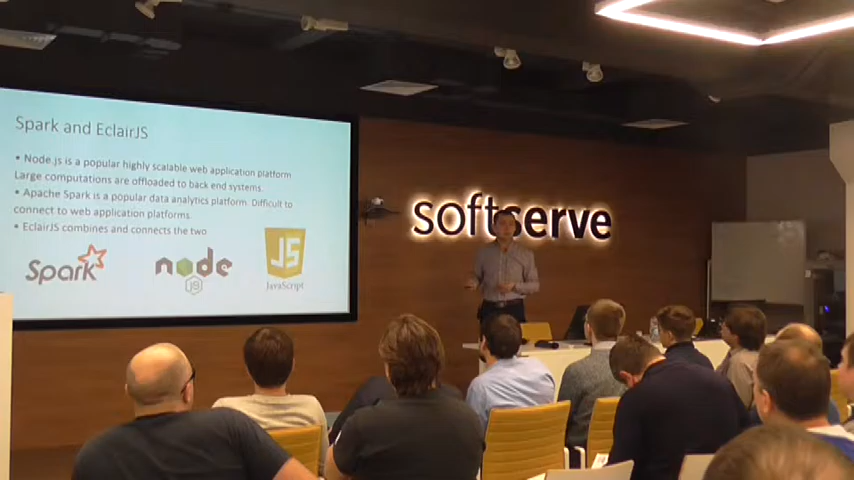 Spark and EclairJS
• Node.js is a popular highly scalable web application platform
Large computations are offloaded to back end systems.
• Apache Spark is a popular data analytics platform. Difficult to
connect to web application platforms.
• EclairJS combines and connects the two
Spark
node
JS
JS
JavaScript
softserve